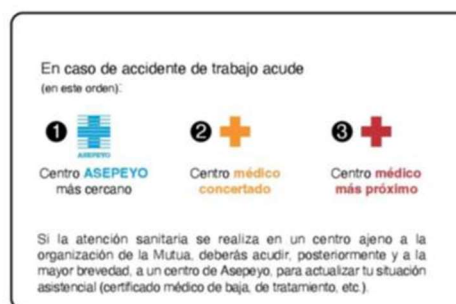 En caso de accidente de trabajo acude
(en este orden):
1 2 3
ASEPEYO
Centro ASEPEYO
más cercano
Centro médico
concertado
Centro médico
más próximo
Si la atención sanitaria se realiza en un centro ajeno a la
organización de la Mutua, deberás acudir, posteriormente y a la
mayor brevedad, a un centro de Asepeyo, para actualizar tu situación
asistencial (certificado médico de baja, de tratamiento, etc.).